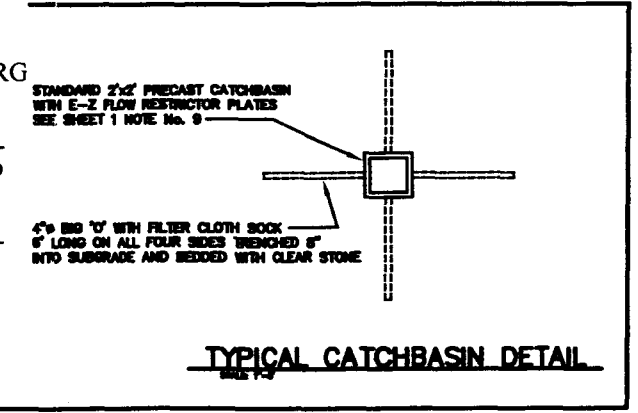 RG
STANDARD 2'x2' PRECAST CATCHBASIN
WITH E-Z FLOW RESTRICTOR PLATES
SEE SHEET 1 NOTE No. 9
4"ø BIG 'O' WITH FILTER CLOTH SOCK
6' LONG ON ALL FOUR SIDES TRENCHED 8"
INTO SUBGRADE AND BEDDED WITH CLEAR STONE
TYPICAL CATCHBASIN DETAIL